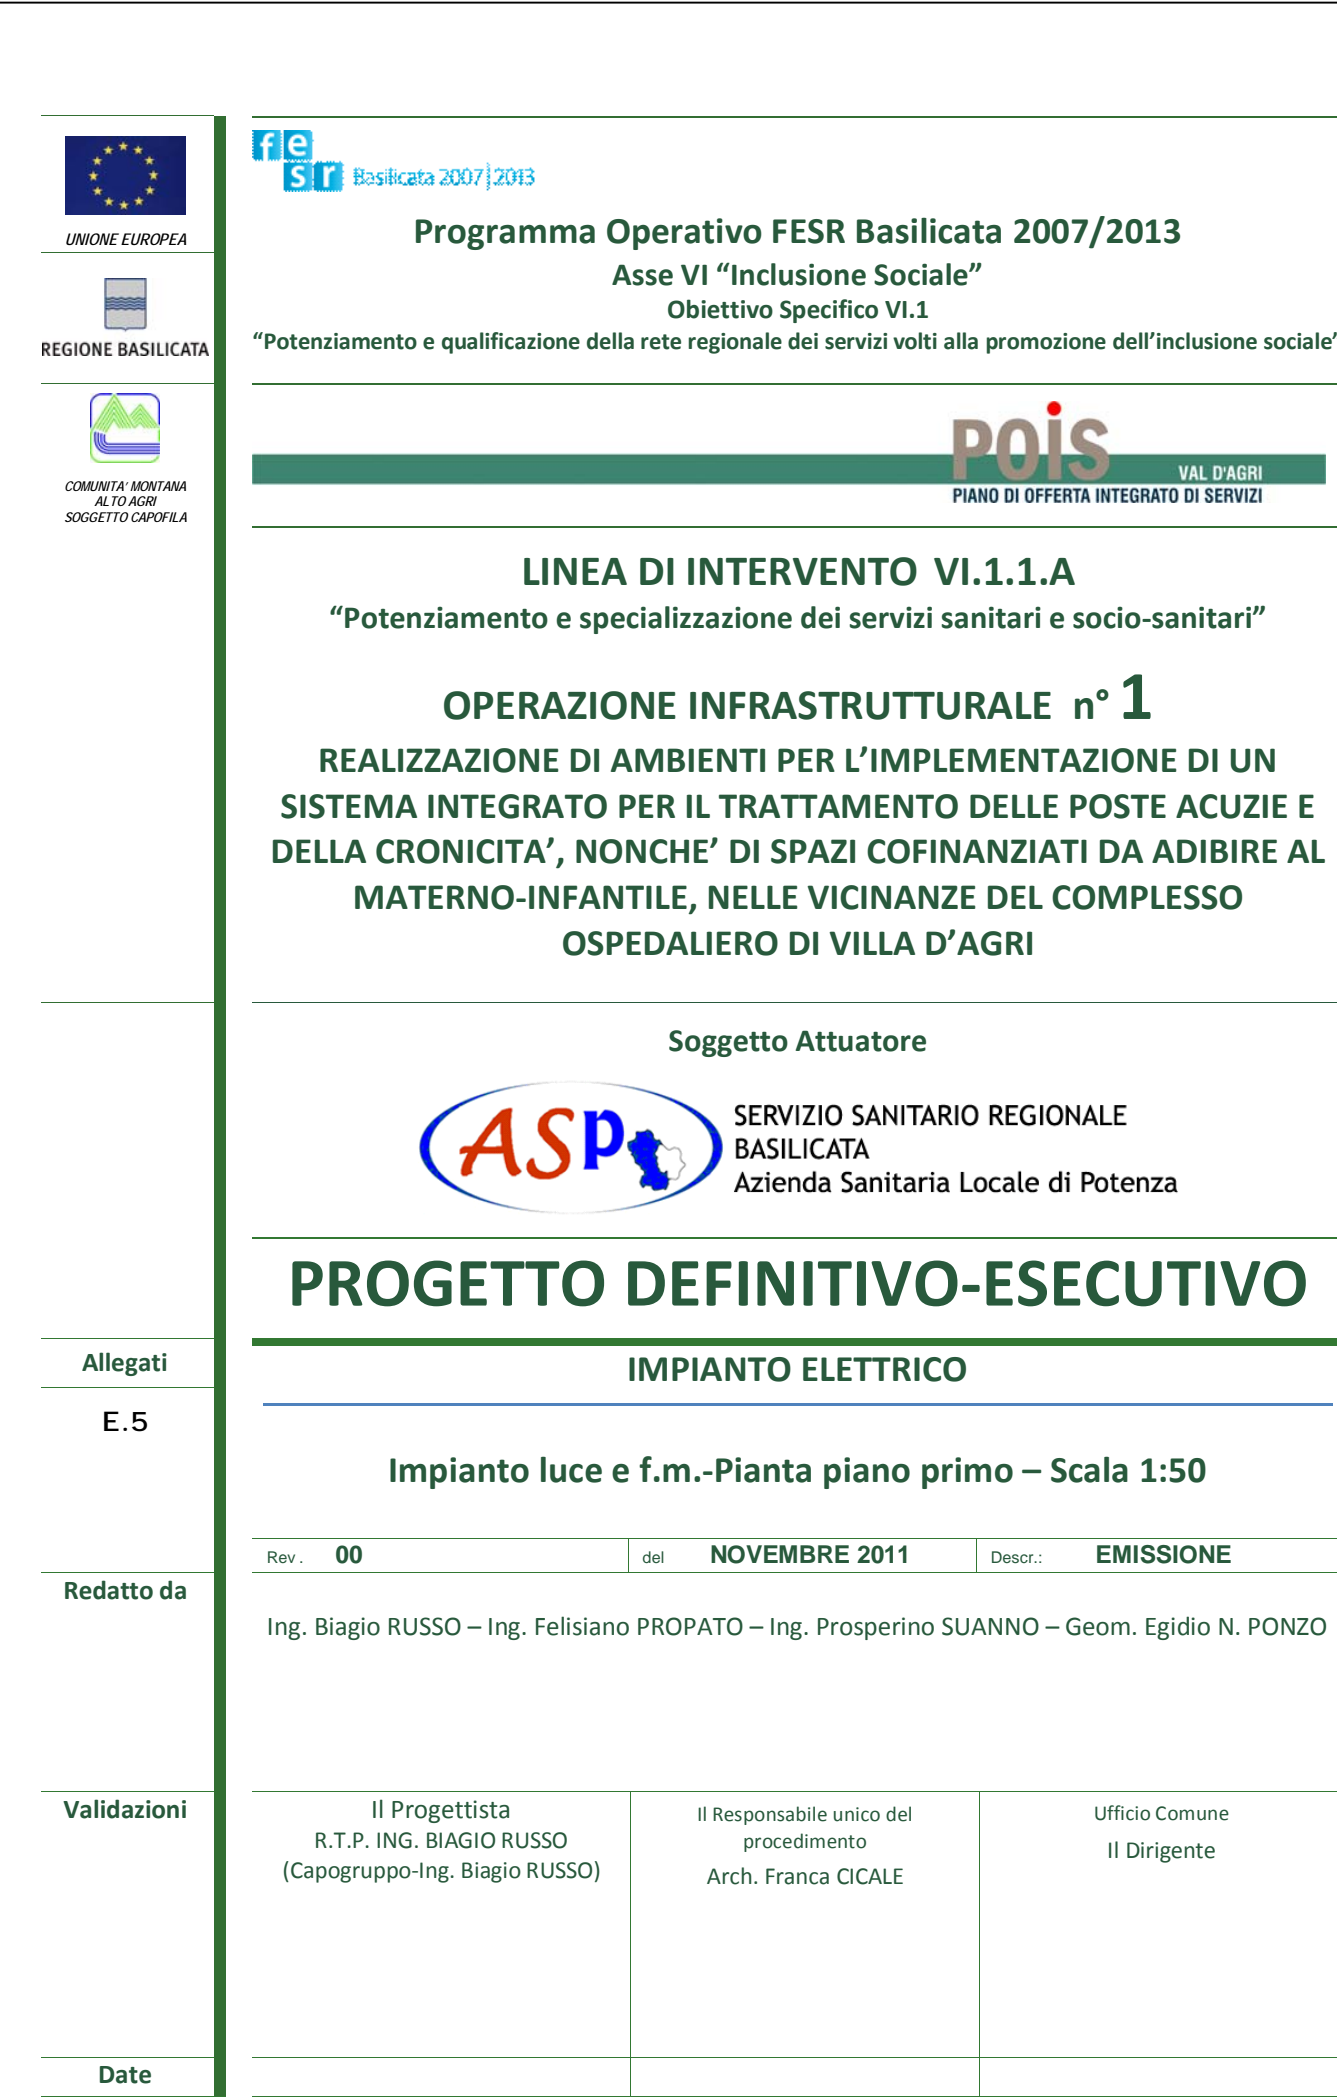 UNIONE EUROPEA
REGIONE BASILICATA
COMUNITA' MONTANA
ALTO AGRI
SOGGETTO CAPOFILA
fe
sr Basilicata 2007|2013
Programma Operativo FESR Basilicata 2007/2013
Asse VI “Inclusione Sociale”
Obiettivo Specifico VI.1
“Potenziamento e qualificazione della rete regionale dei servizi volti alla promozione dell’inclusione sociale”
POIS
VAL D'AGRI
PIANO DI OFFERTA INTEGRATO DI SERVIZI
LINEA DI INTERVENTO VI.1.1.A
“Potenziamento e specializzazione dei servizi sanitari e socio-sanitari”
OPERAZIONE INFRASTRUTTURALE n° 1
REALIZZAZIONE DI AMBIENTI PER L’IMPLEMENTAZIONE DI UN
SISTEMA INTEGRATO PER IL TRATTAMENTO DELLE POSTE ACUZIE E
DELLA CRONICITA’, NONCHE’ DI SPAZI COFINANZIATI DA ADIBIRE AL
MATERNO-INFANTILE, NELLE VICINANZE DEL COMPLESSO
OSPEDALIERO DI VILLA D’AGRI
Soggetto Attuatore
ASP
SERVIZIO SANITARIO REGIONALE
BASILICATA
Azienda Sanitaria Locale di Potenza
PROGETTO DEFINITIVO-ESECUTIVO
Allegati
IMPIANTO ELETTRICO
E.5
Impianto luce e f.m.-Pianta piano primo – Scala 1:50
Rev . 00 del NOVEMBRE 2011 Descr.: EMISSIONE
Redatto da
Ing. Biagio RUSSO – Ing. Felisiano PROPATO – Ing. Prosperino SUANNO – Geom. Egidio N. PONZO
Validazioni
Il Progettista
R.T.P. ING. BIAGIO RUSSO
(Capogruppo-Ing. Biagio RUSSO)
Il Responsabile unico del
procedimento
Arch. Franca CICALE
Ufficio Comune
Il Dirigente
Date